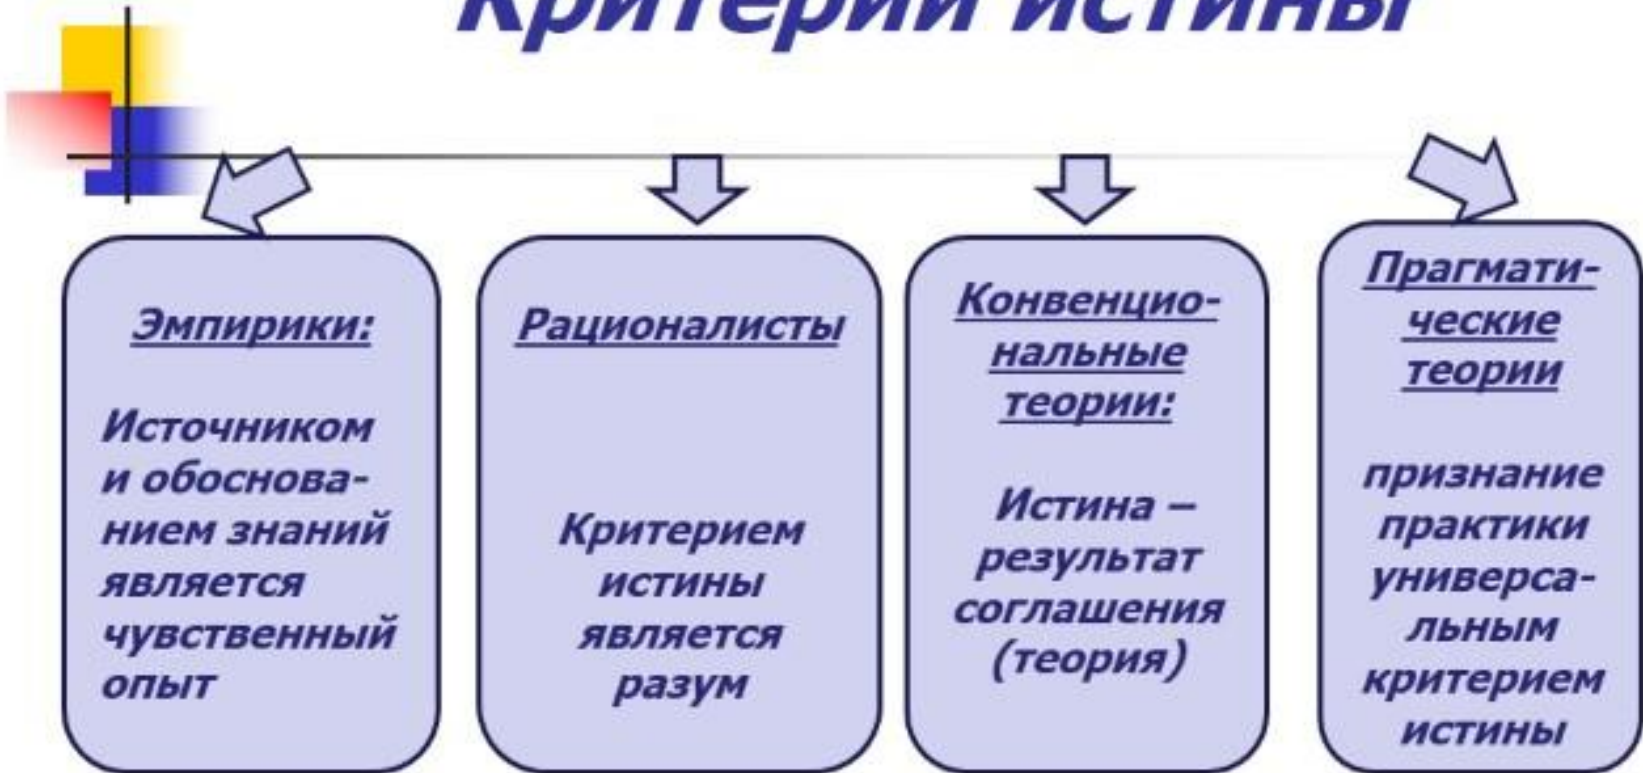 Критерии истины
Эмпирики:
Источником
и обоснова-
нием знаний
является
чувственный
опыт
Рационалисты
Критерием
истины
является
разум
Конвенцио-
нальные
теории:
Истина –
результат
соглашения
(теория)
Прагмати-
ческие
теории
признание
практики
универса-
льным
критерием
истины